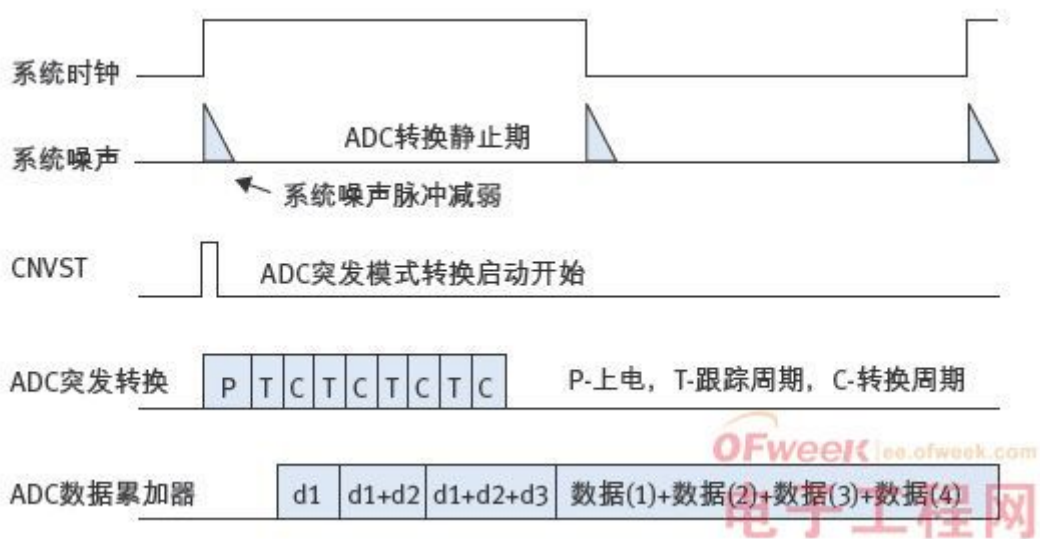 系统时钟
系统噪声
ADC转换静止期
系统噪声脉冲减弱
CNVST
ADC突发模式转换启动开始
ADC突发转换
P T C T C T C T C
P-上电，T-跟踪周期，C-转换周期
OFweek ee.ofweek.com
ADC数据累加器
d1 d1+d2 d1+d2+d3 数据(1)+数据(2)+数据(3)+数据(4)
电子工程网